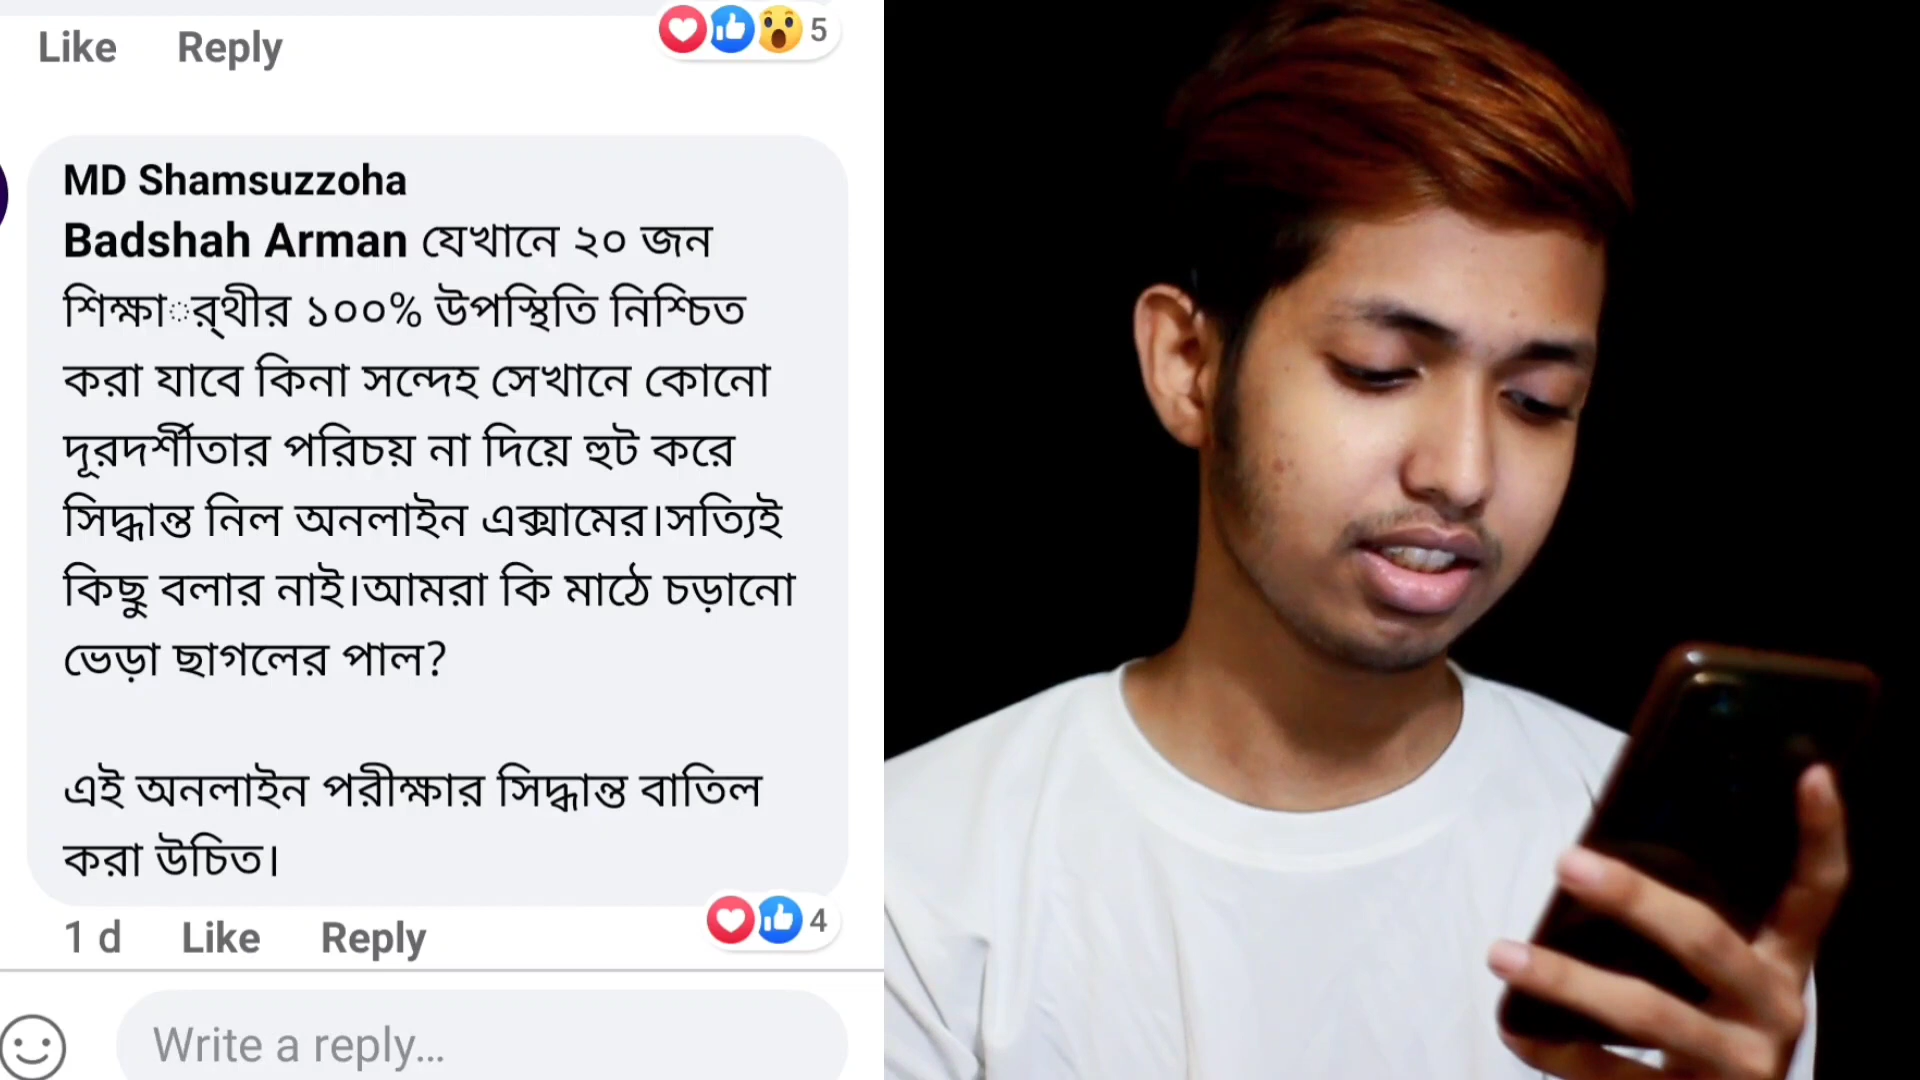 Like Reply 5
MD Shamsuzzoha
Badshah Arman যেখানে ২০ জন
শিক্ষার্্থীর ১০০% উপস্থিতি নিশ্চিত
করা যাবে কিনা সন্দেহ সেখানে কোনো
দূরদর্শীতার পরিচয় না দিয়ে হুট করে
সিদ্ধান্ত নিল অনলাইন এক্সামের।সত্যিই
কিছু বলার নাই।আমরা কি মাঠে চড়ানো
ভেড়া ছাগলের পাল?
এই অনলাইন পরীক্ষার সিদ্ধান্ত বাতিল
করা উচিত।
1 d Like Reply 4
Write a reply...